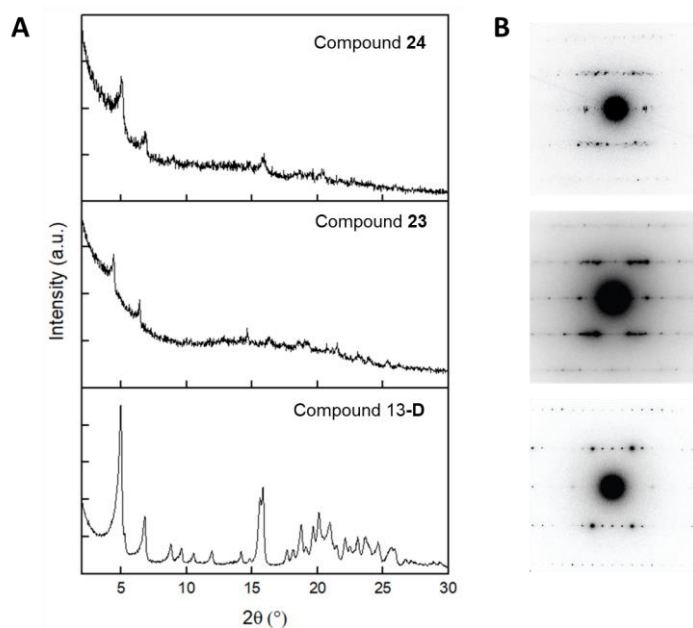 A
B
Compound 24
Compound 23
Compound 13-D
Intensity (a.u.)
5 10 15 20 25 30
2θ (°)